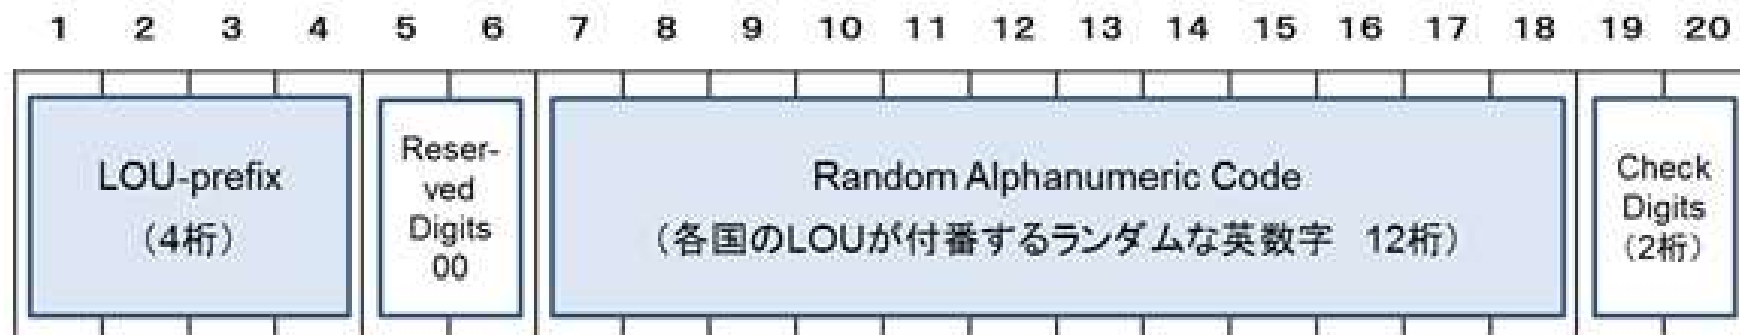 1 2 3 4 5 6 7 8 9 10 11 12 13 14 15 16 17 18 19 20
LOU-prefix
（4桁）
Reser-
ved
Digits
00
Random Alphanumeric Code
（各国のLOUが付番するランダムな英数字　12桁）
Check
Digits
（2桁）